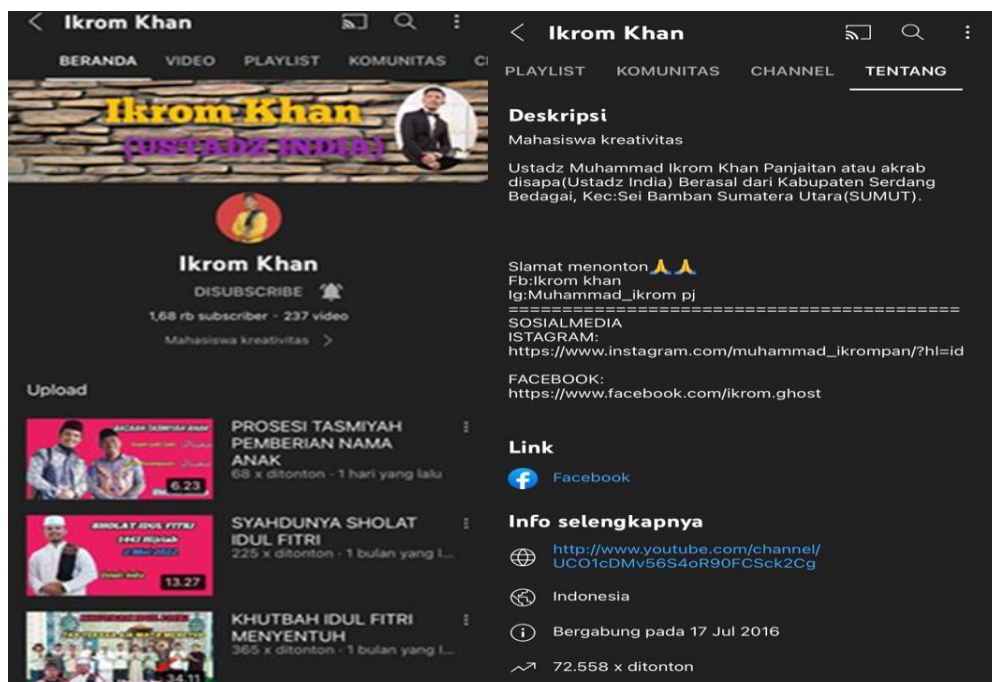 Ikrom Khan
BERANDA VIDEO PLAYLIST KOMUNITAS
Ikrom Khan
(USTADZ INDIA)
Ikrom Khan
DISUBSCRIBE
1,68 rb subscriber · 237 video
Mahasiswa kreativitas
Upload
PROSESI TASMIYAH
PEMBERIAN NAMA
ANAK
68 x ditonton · 1 hari yang lalu
6.23
SYAHDUNYA SHOLAT
IDUL FITRI
225 x ditonton · 1 bulan yang l...
SHOLAT IDUL FITRI
1443 Hijriah
2 Mei 2022
13.27
KHUTBAH IDUL FITRI
MENYENTUH
365 x ditonton · 1 bulan yang l...
34.11
Ikrom Khan
PLAYLIST KOMUNITAS CHANNEL TENTANG
Deskripsi
Mahasiswa kreativitas
Ustadz Muhammad Ikrom Khan Panjaitan atau akrab
disapa(Ustadz India) Berasal dari Kabupaten Serdang
Bedagai, Kec:Sei Bamban Sumatera Utara(SUMUT).
Slamat menonton🙏🙏
Fb:Ikrom khan
Ig:Muhammad_ikrom pj
==========================================
SOSIALMEDIA
ISTAGRAM:
https://www.instagram.com/muhammad_ikrompan/?hl=id
FACEBOOK:
https://www.facebook.com/ikrom.ghost
Link
Facebook
Info selengkapnya
http://www.youtube.com/channel/
UCO1cDMv56S4oR90FCSck2Cg
Indonesia
Bergabung pada 17 Jul 2016
72.558 x ditonton